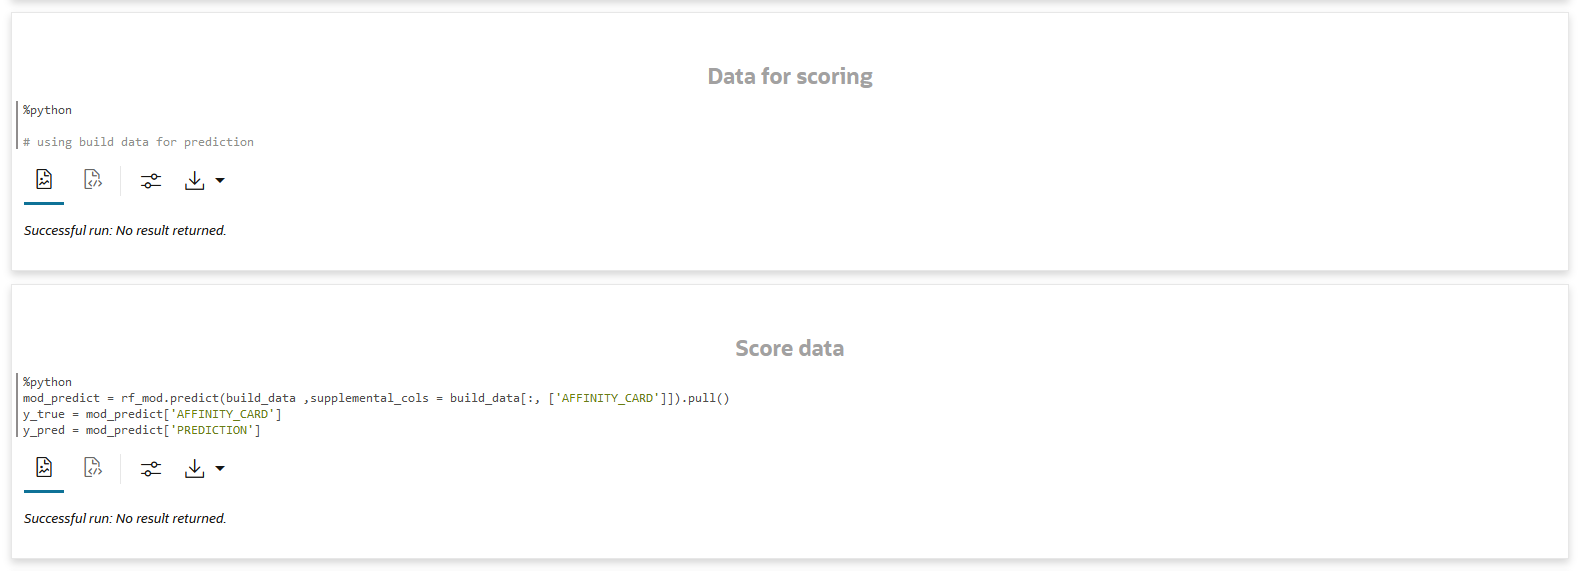 Data for scoring
%python
# using build data for prediction
Successful run: No result returned.
Score data
%python
mod_predict = rf_mod.predict(build_data ,supplemental_cols = build_data[:, ['AFFINITY_CARD']]).pull()
y_true = mod_predict['AFFINITY_CARD']
y_pred = mod_predict['PREDICTION']
Successful run: No result returned.